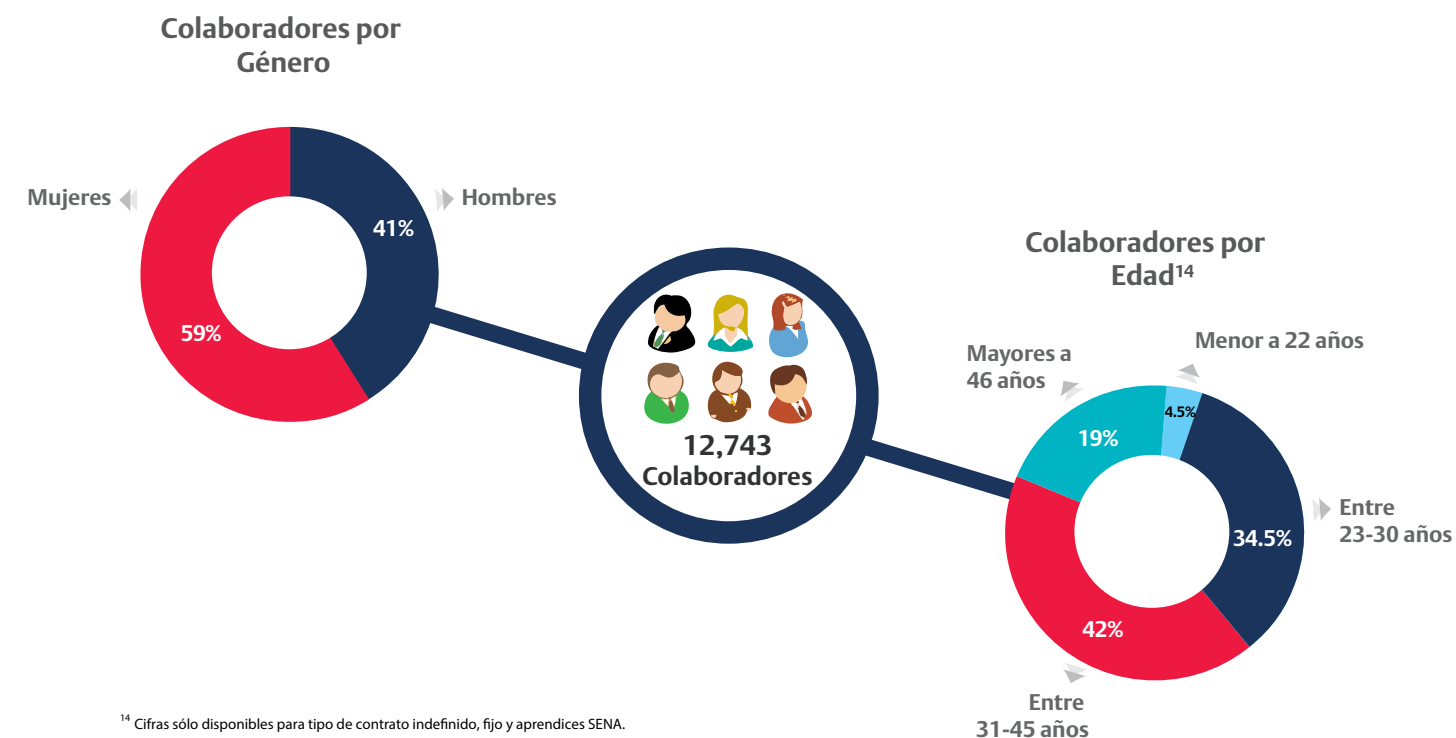 Colaboradores por
Género
Mujeres
Hombres
41%
59%
12,743
Colaboradores
Colaboradores por
Edad¹⁴
Menor a 22 años
Mayores a
46 años
4.5%
19%
Entre
23-30 años
34.5%
42%
Entre
31-45 años
¹⁴ Cifras sólo disponibles para tipo de contrato indefinido, fijo y aprendices SENA.